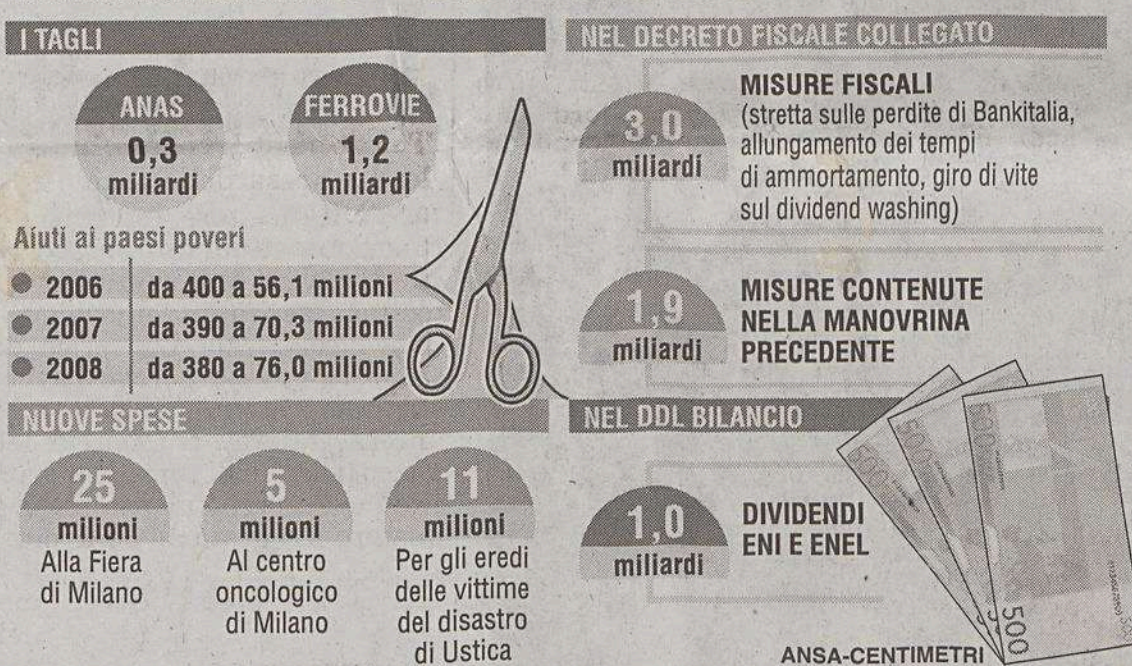 I TAGLI
ANAS
0,3
miliardi
FERROVIE
1,2
miliardi
Aiuti ai paesi poveri
2006 da 400 a 56,1 milioni
2007 da 390 a 70,3 milioni
2008 da 380 a 76,0 milioni
NUOVE SPESE
25
milioni
Alla Fiera
di Milano
5
milioni
Al centro
oncologico
di Milano
11
milioni
Per gli eredi
delle vittime
del disastro
di Ustica
NEL DECRETO FISCALE COLLEGATO
3,0
miliardi
MISURE FISCALI
(stretta sulle perdite di Bankitalia,
allungamento dei tempi
di ammortamento, giro di vite
sul dividend washing)
1,9
miliardi
MISURE CONTENUTE
NELLA MANOVRINA
PRECEDENTE
NEL DDL BILANCIO
1,0
miliardi
DIVIDENDI
ENI E ENEL
500
500
500
500
ANSA-CENTIMETRI